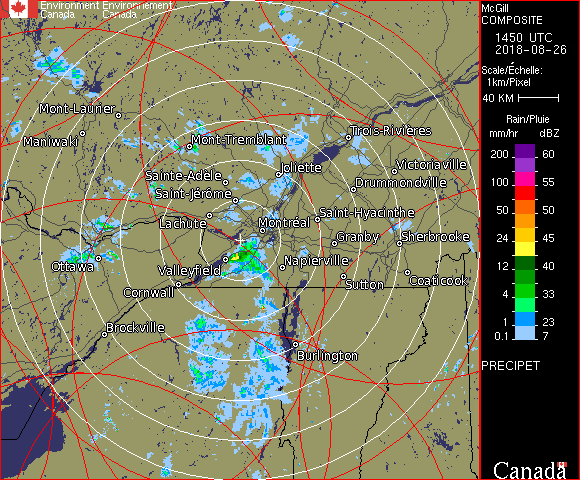 Environment Environnement
Canada Canada
McGill
COMPOSITE
1450 UTC
2018-08-26
Scale/Échelle:
1km/Pixel
40 KM
Rain/Pluie
mm/hr dBZ
200 60
100 55
50 50
24 45
12 40
4 33
1 23
0.1 7
PRECIPET
Canada
Mont-Laurier
Maniwaki
Mont-Tremblant
Trois-Rivières
Joliette
Victoriaville
Sainte-Adèle
Drummondville
Saint-Jérôme
Lachute
Saint-Hyacinthe
Montréal
Granby
Sherbrooke
Ottawa
Valleyfield
Napierville
Cornwall
Sutton
Coaticook
Brockville
Burlington